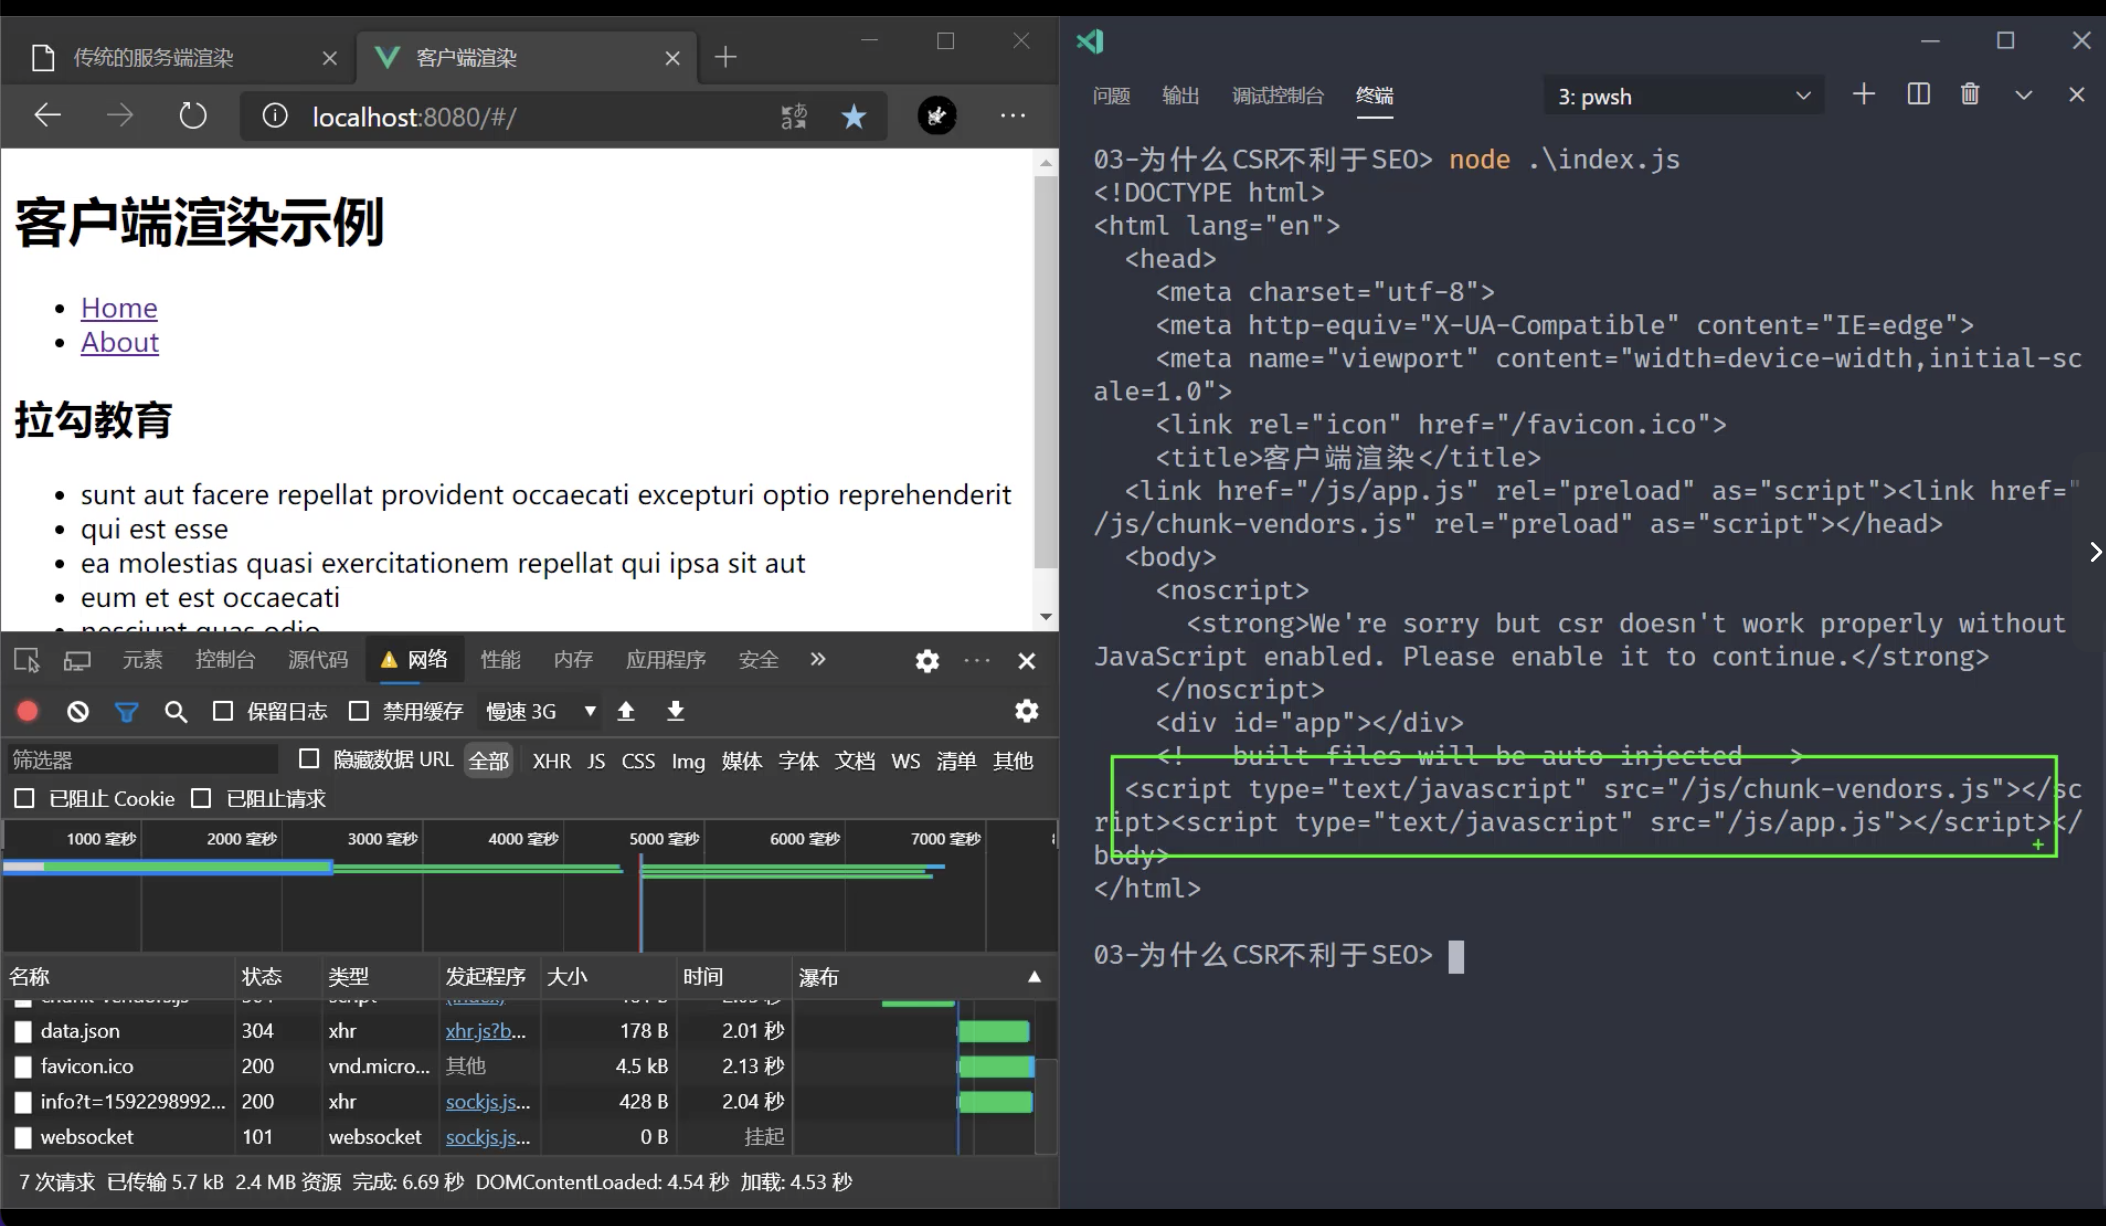 传统的服务端渲染
客户端渲染
localhost:8080/#/
客户端渲染示例
Home
About
拉勾教育
sunt aut facere repellat provident occaecati excepturi optio reprehenderit
qui est esse
ea molestias quasi exercitationem repellat qui ipsa sit aut
eum et est occaecati
nesciunt quas odio
元素 控制台 源代码 网络 性能 内存 应用程序 安全
保留日志 禁用缓存 慢速 3G
筛选器 隐藏数据 URL 全部 XHR JS CSS Img 媒体 字体 文档 WS 清单 其他
已阻止 Cookie 已阻止请求
1000 毫秒 2000 毫秒 3000 毫秒 4000 毫秒 5000 毫秒 6000 毫秒 7000 毫秒
名称 状态 类型 发起程序 大小 时间 瀑布
data.json 304 xhr xhr.js?b... 178 B 2.01 秒
favicon.ico 200 vnd.micro... 其他 4.5 kB 2.13 秒
info?t=1592298992... 200 xhr sockjs.js... 428 B 2.04 秒
websocket 101 websocket sockjs.js... 0 B 挂起
7 次请求 已传输 5.7 kB 2.4 MB 资源 完成: 6.69 秒 DOMContentLoaded: 4.54 秒 加载: 4.53 秒
问题 输出 调试控制台 终端 3: pwsh
03-为什么CSR不利于SEO> node .\index.js
<!DOCTYPE html>
<html lang="en">
<head>
<meta charset="utf-8">
<meta http-equiv="X-UA-Compatible" content="IE=edge">
<meta name="viewport" content="width=device-width,initial-sc
ale=1.0">
<link rel="icon" href="/favicon.ico">
<title>客户端渲染</title>
<link href="/js/app.js" rel="preload" as="script"><link href="
/js/chunk-vendors.js" rel="preload" as="script"></head>
<body>
<noscript>
<strong>We're sorry but csr doesn't work properly without
JavaScript enabled. Please enable it to continue.</strong>
</noscript>
<div id="app"></div>
<!-- built files will be auto injected -->
<script type="text/javascript" src="/js/chunk-vendors.js"></sc
ript><script type="text/javascript" src="/js/app.js"></script></
body>
</html>
03-为什么CSR不利于SEO>